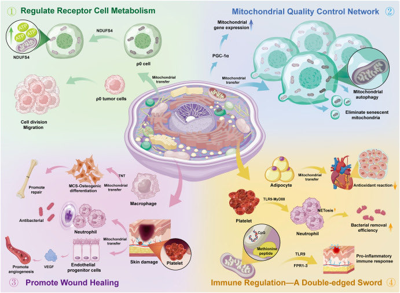 ① Regulate Receptor Cell Metabolism
NDUFS4
NDUFS4
ρ0 cell
ρ0 tumor cells
Cell division
Migration
Mitochondrial
transfer
Mitochondrial Quality Control Network ②
Mitochondrial
gene expression
PGC-1α
Mitochondrial
transfer
Mitochondrial
autophagy
Eliminate senescent
mitochondria
Promote
repair
MCS-Osteogenic
differentiation
TNT
Mitochondrial
transfer
Macrophage
Antibacterial
Neutrophil
Mitochondrial
transfer
Promote
angiogenesis
VEGF
Endothelial
progenitor cells
Skin damage
Platelet
③ Promote Wound Healing
Adipocyte
Mitochondrial
transfer
Antioxidant reaction
Platelet
TLR9-MyD88
Neutrophil
NETosis
Bacterial removal
efficiency
CpG
Methionine
peptide
TLR9
FPR1/2
Pro-inflammatory
immune response
Immune Regulation—A Double-edged Sword ④